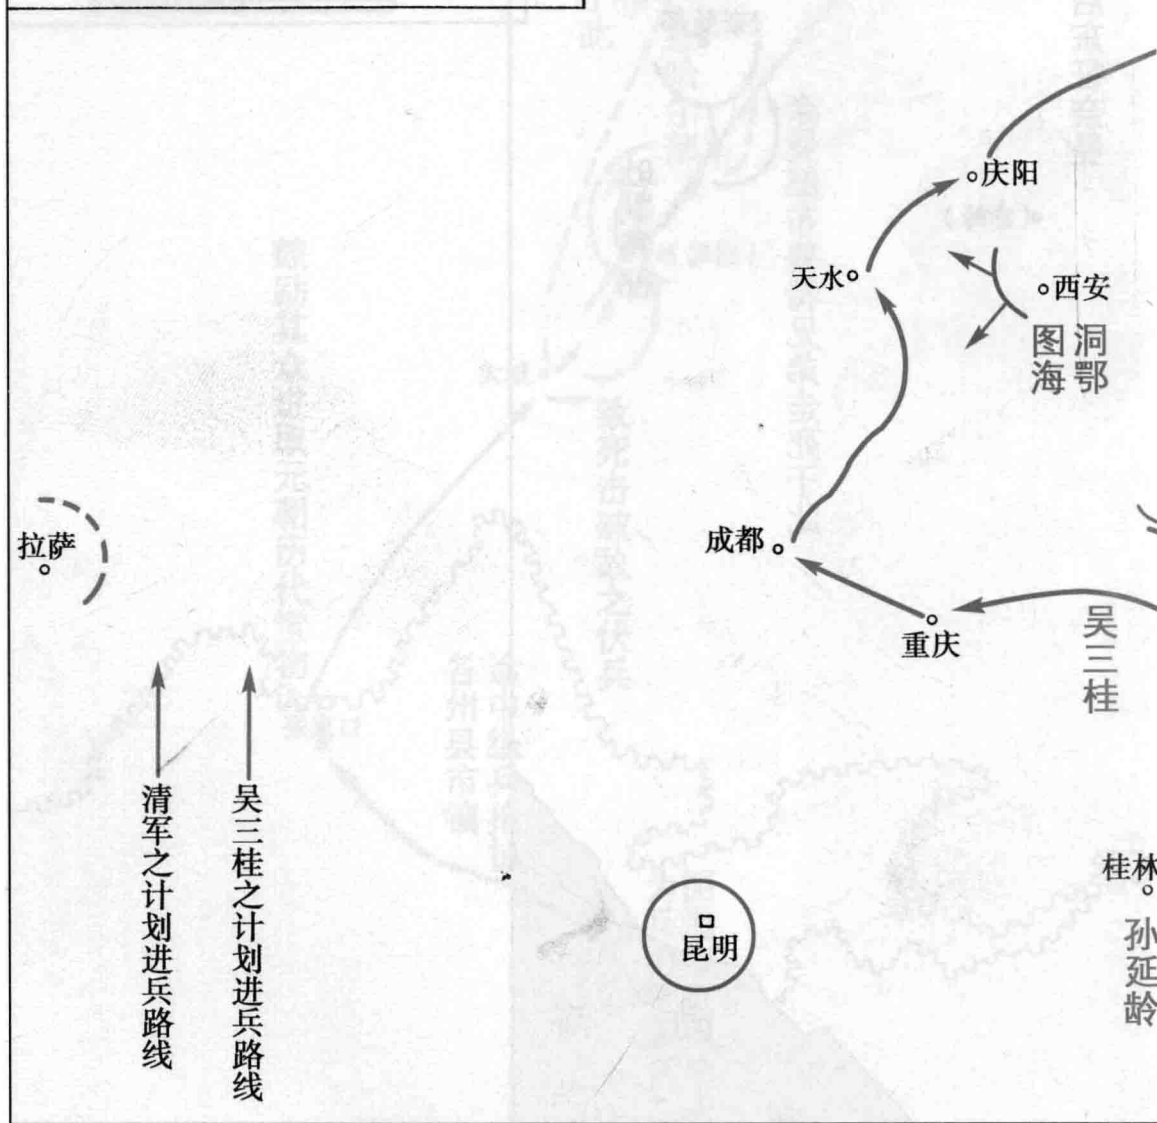 庆阳
天水
西安
洞鄂
图海
拉萨
成都
重庆
吴三桂
清军之计划进兵路线
吴三桂之计划进兵路线
昆明
桂林
孙延龄